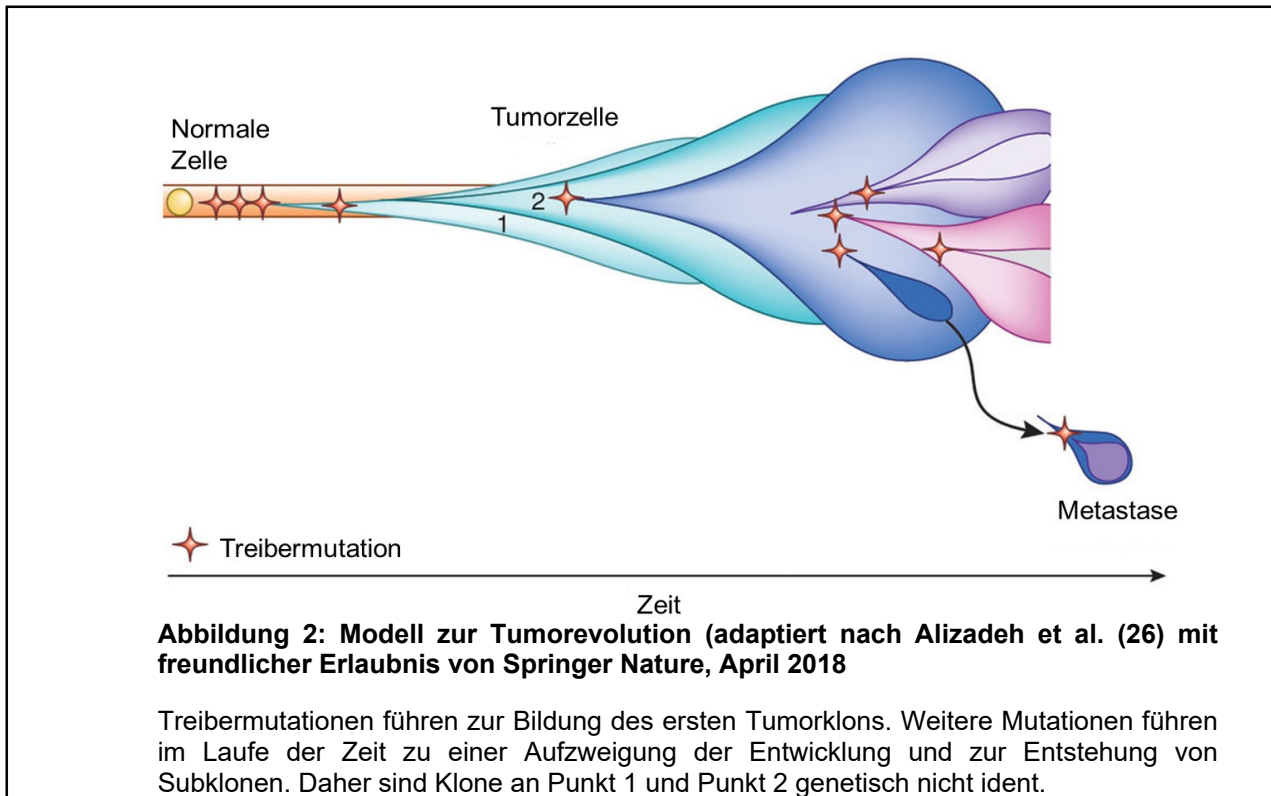 Normale
Zelle
Tumorzelle
2
1
Metastase
Treibermutation
Zeit
Abbildung 2: Modell zur Tumorevolution (adaptiert nach Alizadeh et al. (26) mit
freundlicher Erlaubnis von Springer Nature, April 2018
Treibermutationen führen zur Bildung des ersten Tumorklons. Weitere Mutationen führen
im Laufe der Zeit zu einer Aufzweigung der Entwicklung und zur Entstehung von
Subklonen. Daher sind Klone an Punkt 1 und Punkt 2 genetisch nicht ident.